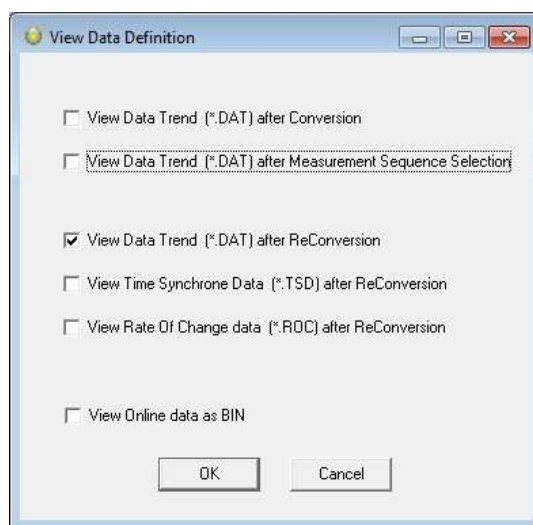 View Data Definition
View Data Trend (*.DAT) after Conversion
View Data Trend (*.DAT) after Measurement Sequence Selection
View Data Trend (*.DAT) after ReConversion
View Time Synchrone Data (*.TSD) after ReConversion
View Rate Of Change data (*.ROC) after ReConversion
View Online data as BIN
OK Cancel